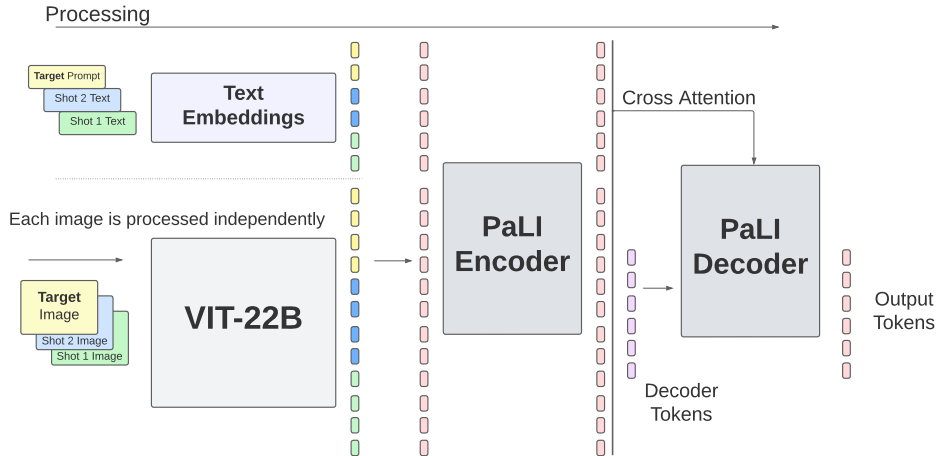 Processing
Target Prompt
Shot 2 Text
Shot 1 Text
Text
Embeddings
Cross Attention
Each image is processed independently
Target
Image
Shot 2 Image
Shot 1 Image
VIT-22B
PaLI
Encoder
PaLI
Decoder
Decoder
Tokens
Output
Tokens